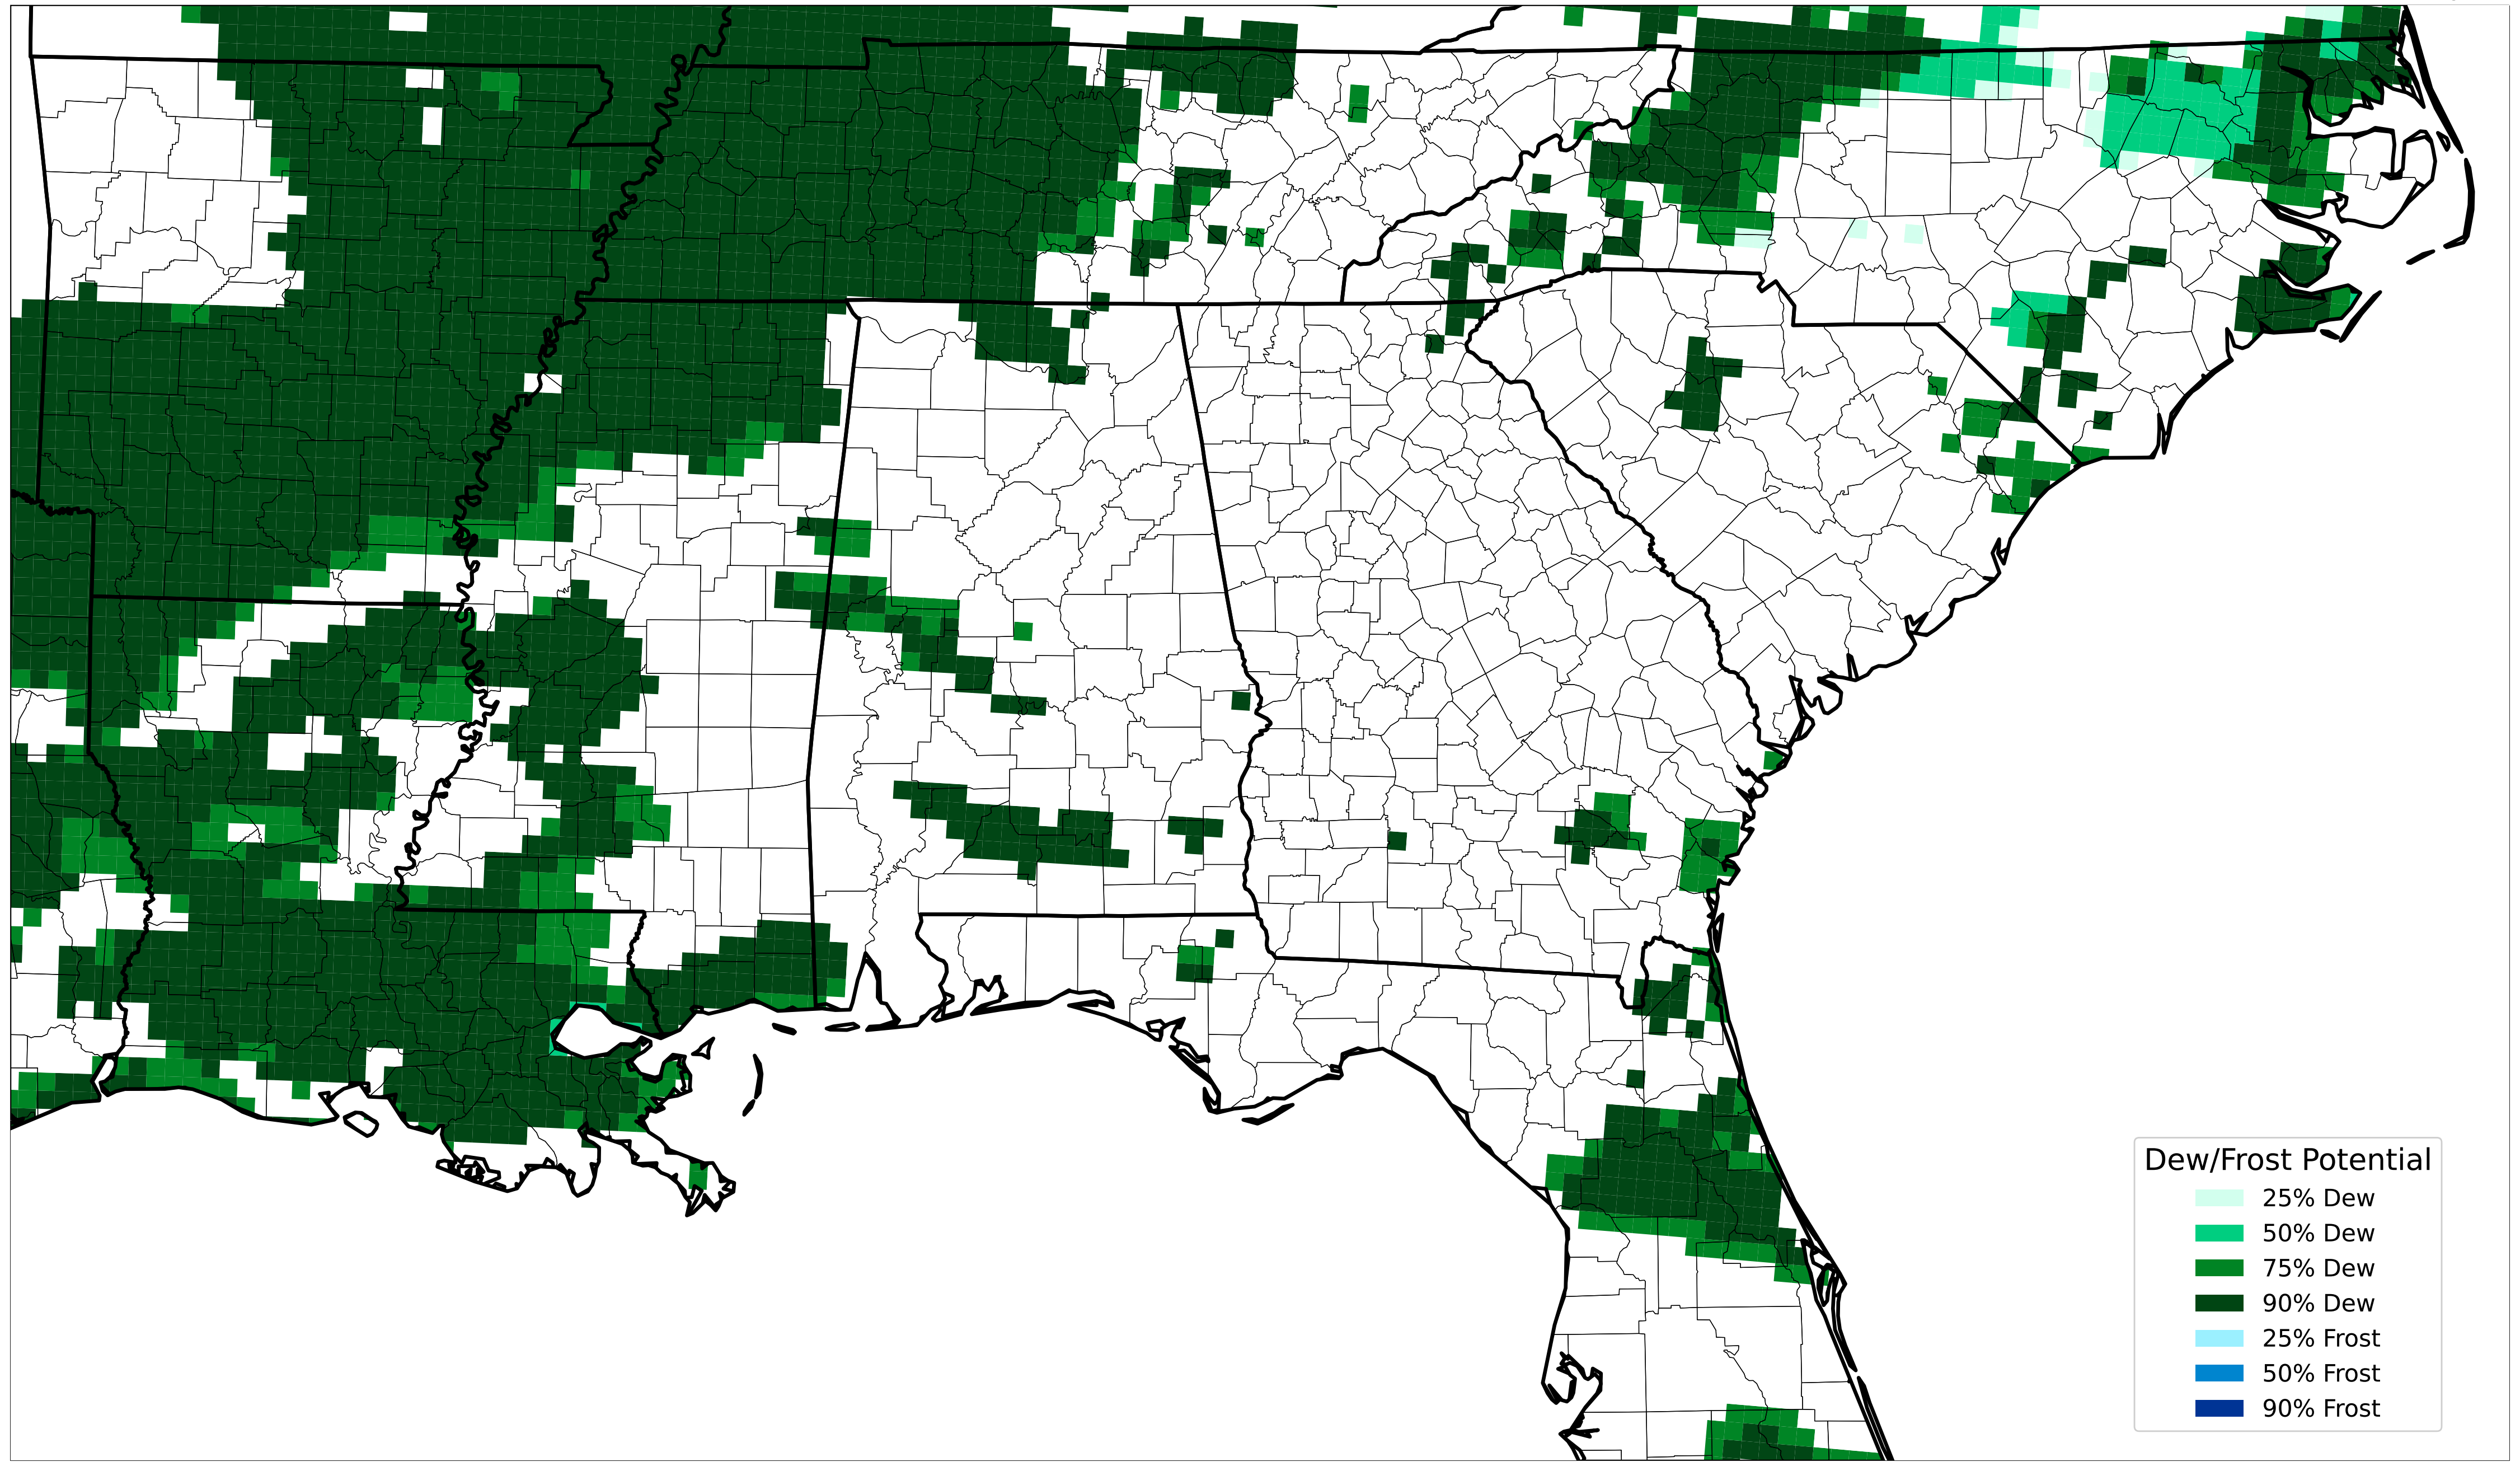 Dew/Frost Potential
25% Dew
50% Dew
75% Dew
90% Dew
25% Frost
50% Frost
90% Frost